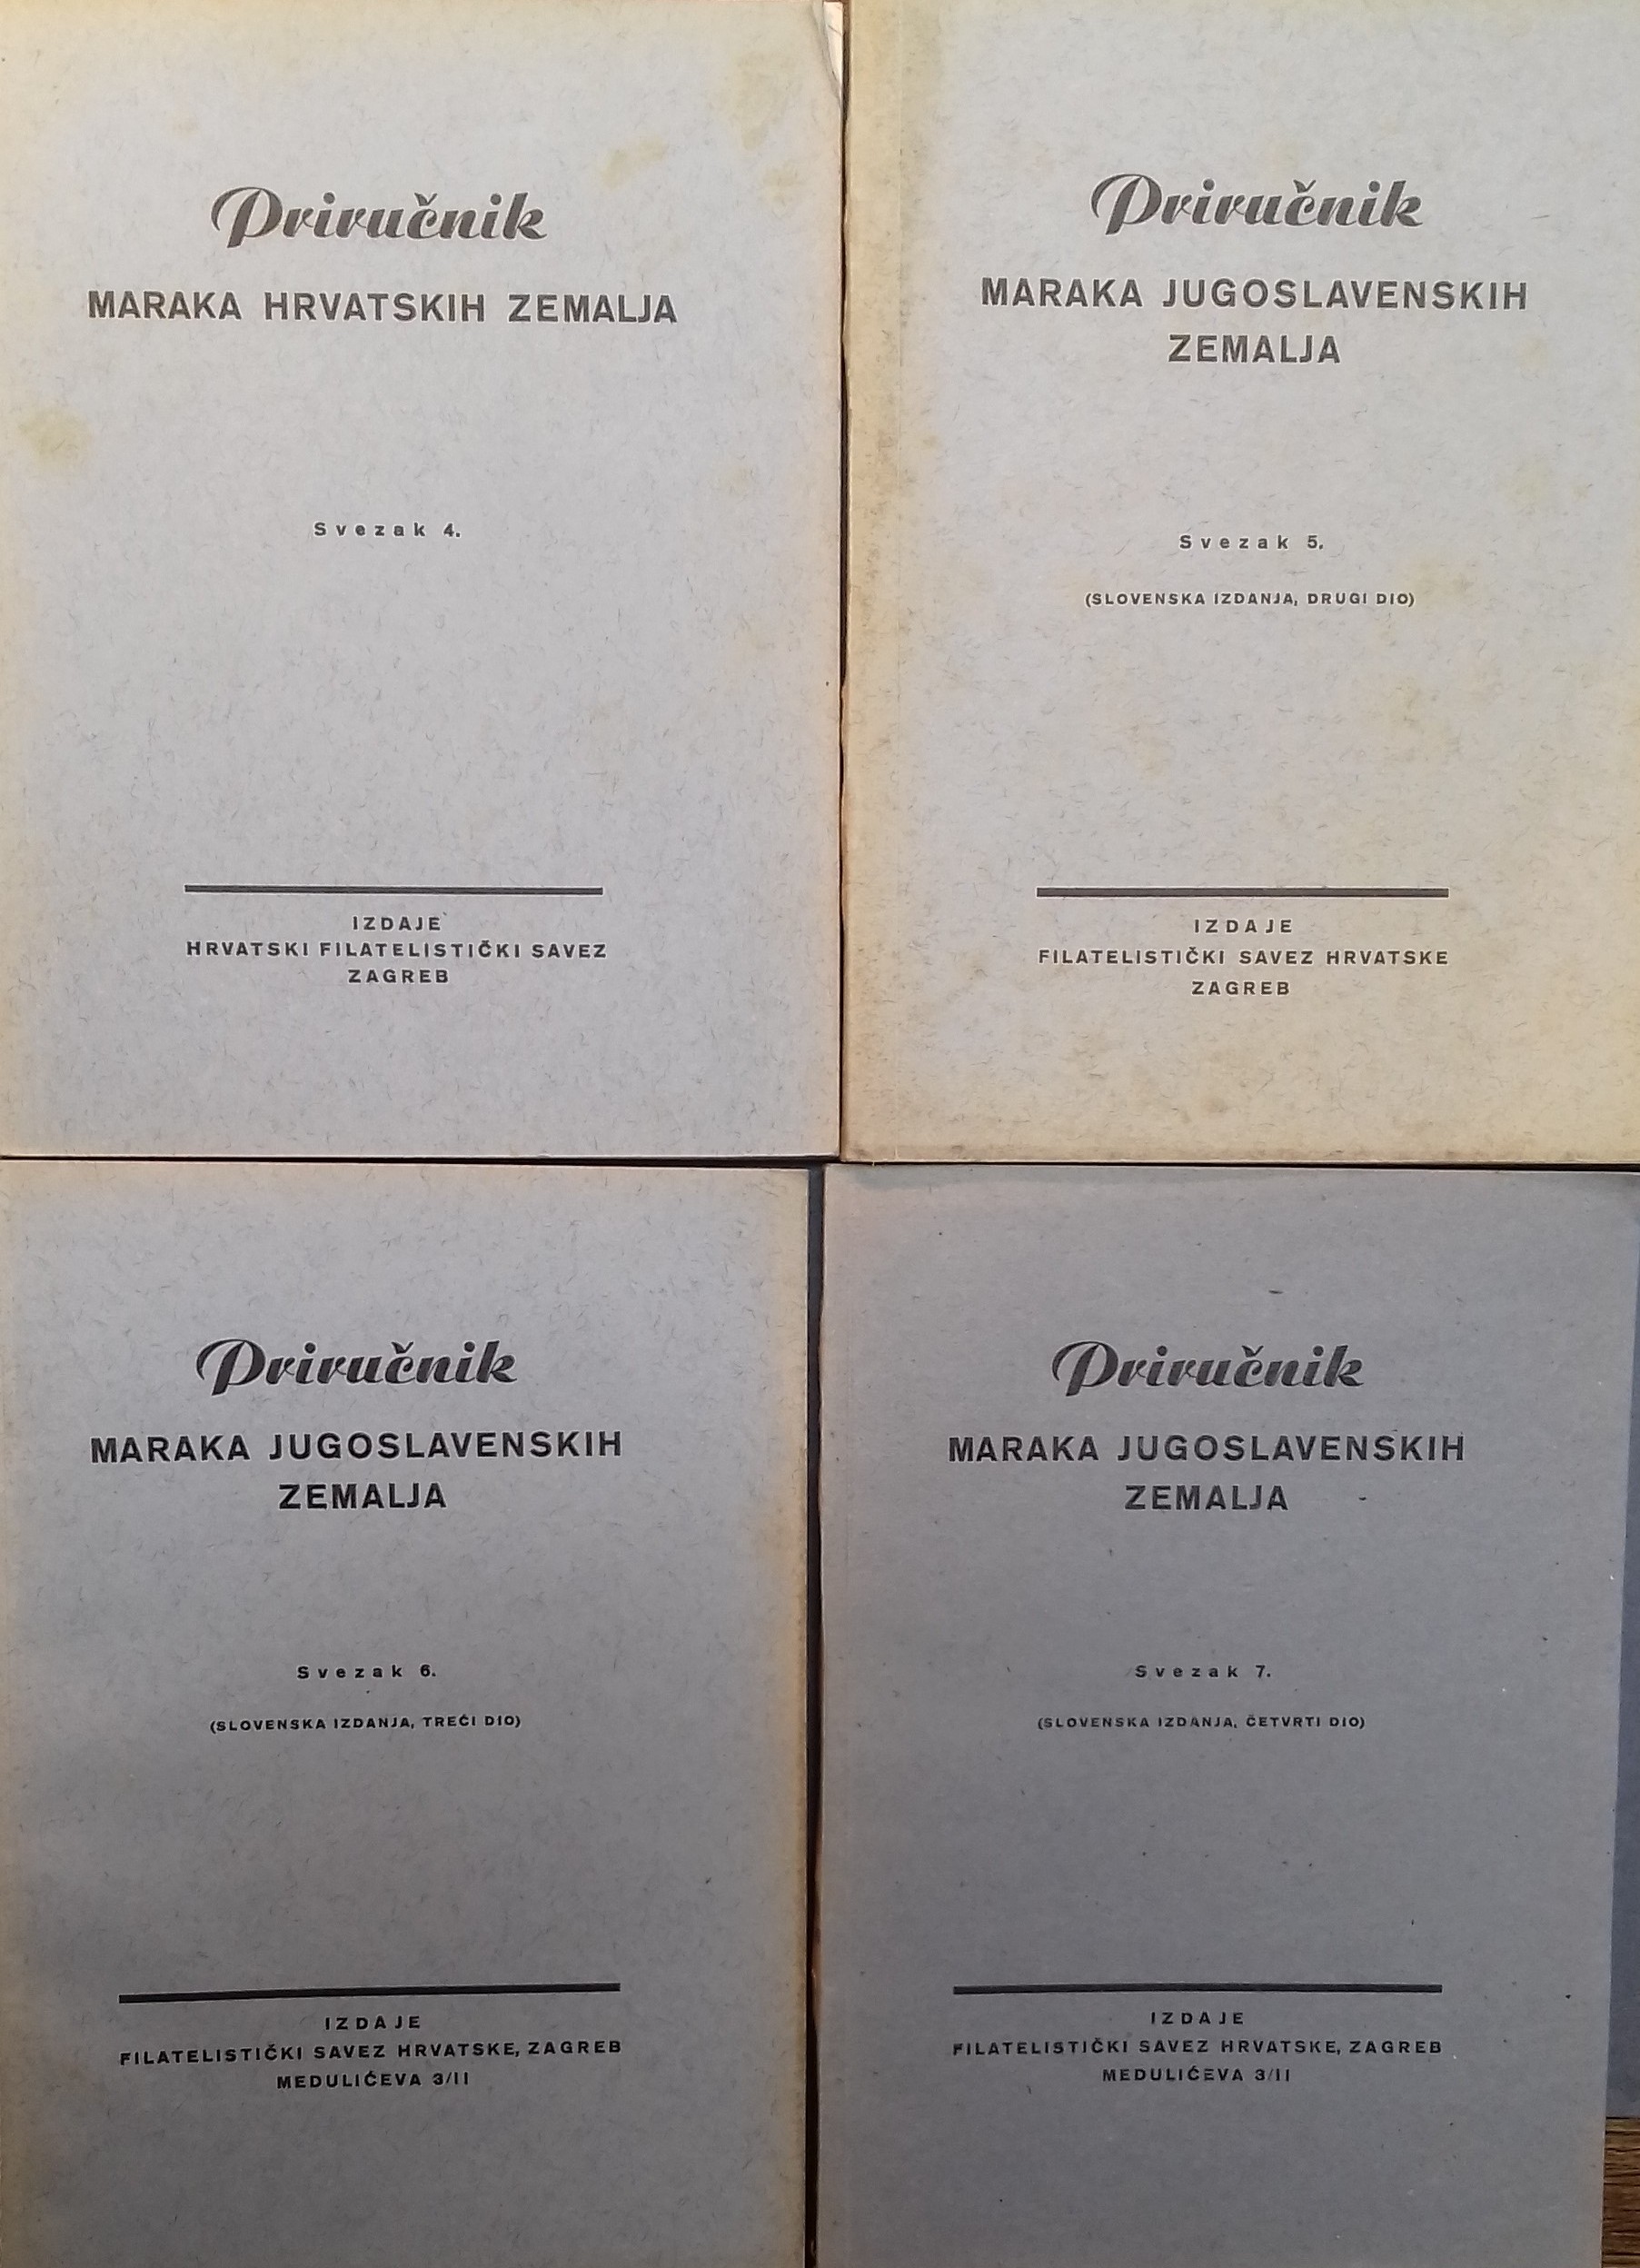 Priručnik
MARAKA HRVATSKIH ZEMALJA
Svezak 4.
IZDAJE
HRVATSKI FILATELISTIČKI SAVEZ
ZAGREB
Priručnik
MARAKA JUGOSLAVENSKIH
ZEMALJA
Svezak 5.
(SLOVENSKA IZDANJA, DRUGI DIO)
IZDAJE
FILATELISTIČKI SAVEZ HRVATSKE
ZAGREB
Priručnik
MARAKA JUGOSLAVENSKIH
ZEMALJA
Svezak 6.
(SLOVENSKA IZDANJA, TREĆI DIO)
IZDAJE
FILATELISTIČKI SAVEZ HRVATSKE, ZAGREB
MEDULIĆEVA 3/II
Priručnik
MARAKA JUGOSLAVENSKIH
ZEMALJA
Svezak 7.
(SLOVENSKA IZDANJA, ČETVRTI DIO)
IZDAJE
FILATELISTIČKI SAVEZ HRVATSKE, ZAGREB
MEDULIĆEVA 3/II